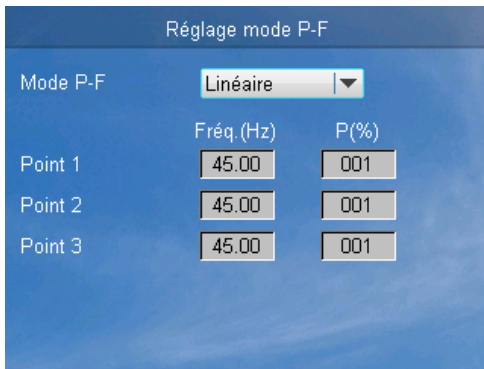 Réglage mode P-F
Mode P-F Linéaire
Fréq.(Hz) P(%)
Point 1 45.00 001
Point 2 45.00 001
Point 3 45.00 001